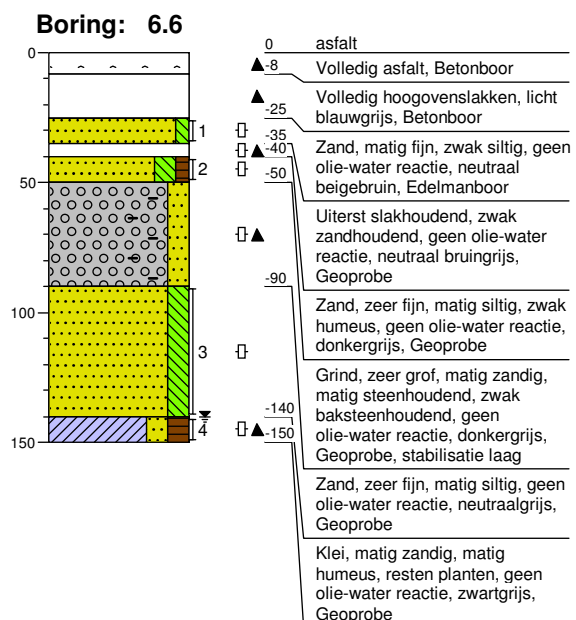 Boring: 6.6
0
50
100
150
1
2
3
4
0 asfalt
-8 Volledig asfalt, Betonboor
-25 Volledig hoogovenslakken, licht
blauwgrijs, Betonboor
-35 Zand, matig fijn, zwak siltig, geen
olie-water reactie, neutraal
beigebruin, Edelmanboor
-40 Uiterst slakhoudend, zwak
zandhoudend, geen olie-water
reactie, neutraal bruingrijs,
Geoprobe
-50 Zand, zeer fijn, matig siltig, zwak
humeus, geen olie-water reactie,
donkergrijs, Geoprobe
-90 Grind, zeer grof, matig zandig,
matig steenhoudend, zwak
baksteenhoudend, geen
olie-water reactie, donkergrijs,
Geoprobe, stabilisatie laag
-140 Zand, zeer fijn, matig siltig, geen
olie-water reactie, neutraalgrijs,
Geoprobe
-150 Klei, matig zandig, matig
humeus, resten planten, geen
olie-water reactie, zwartgrijs,
Geoprobe